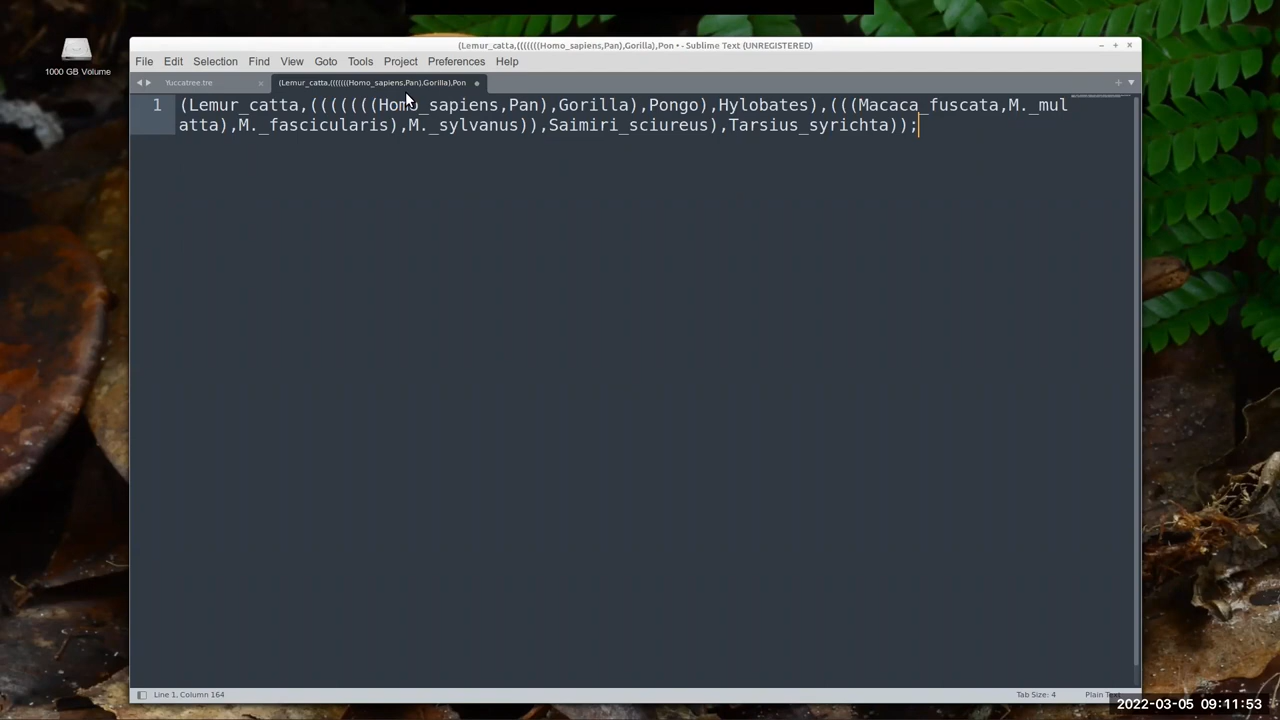 (Lemur_catta,(((((((Homo_sapiens,Pan),Gorilla),Pon • - Sublime Text (UNREGISTERED)
File Edit Selection Find View Goto Tools Project Preferences Help
1000 GB Volume
Yuccatree.tre
(Lemur_catta,(((((((Homo_sapiens,Pan),Gorilla),Pon
1 (Lemur_catta,(((((((Homo_sapiens,Pan),Gorilla),Pongo),Hylobates),(((Macaca_fuscata,M._mul
atta),M._fascicularis),M._sylvanus)),Saimiri_sciureus),Tarsius_syrichta));
Line 1, Column 164
Tab Size: 4
Plain Text
2022-03-05 09:11:53